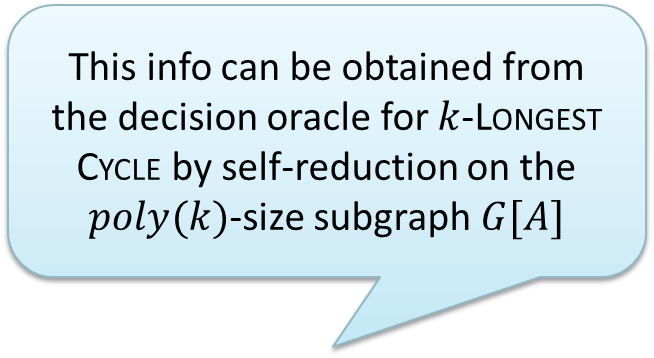 This info can be obtained from
the decision oracle for k-LONGEST
CYCLE by self-reduction on the
poly(k)-size subgraph G[A]